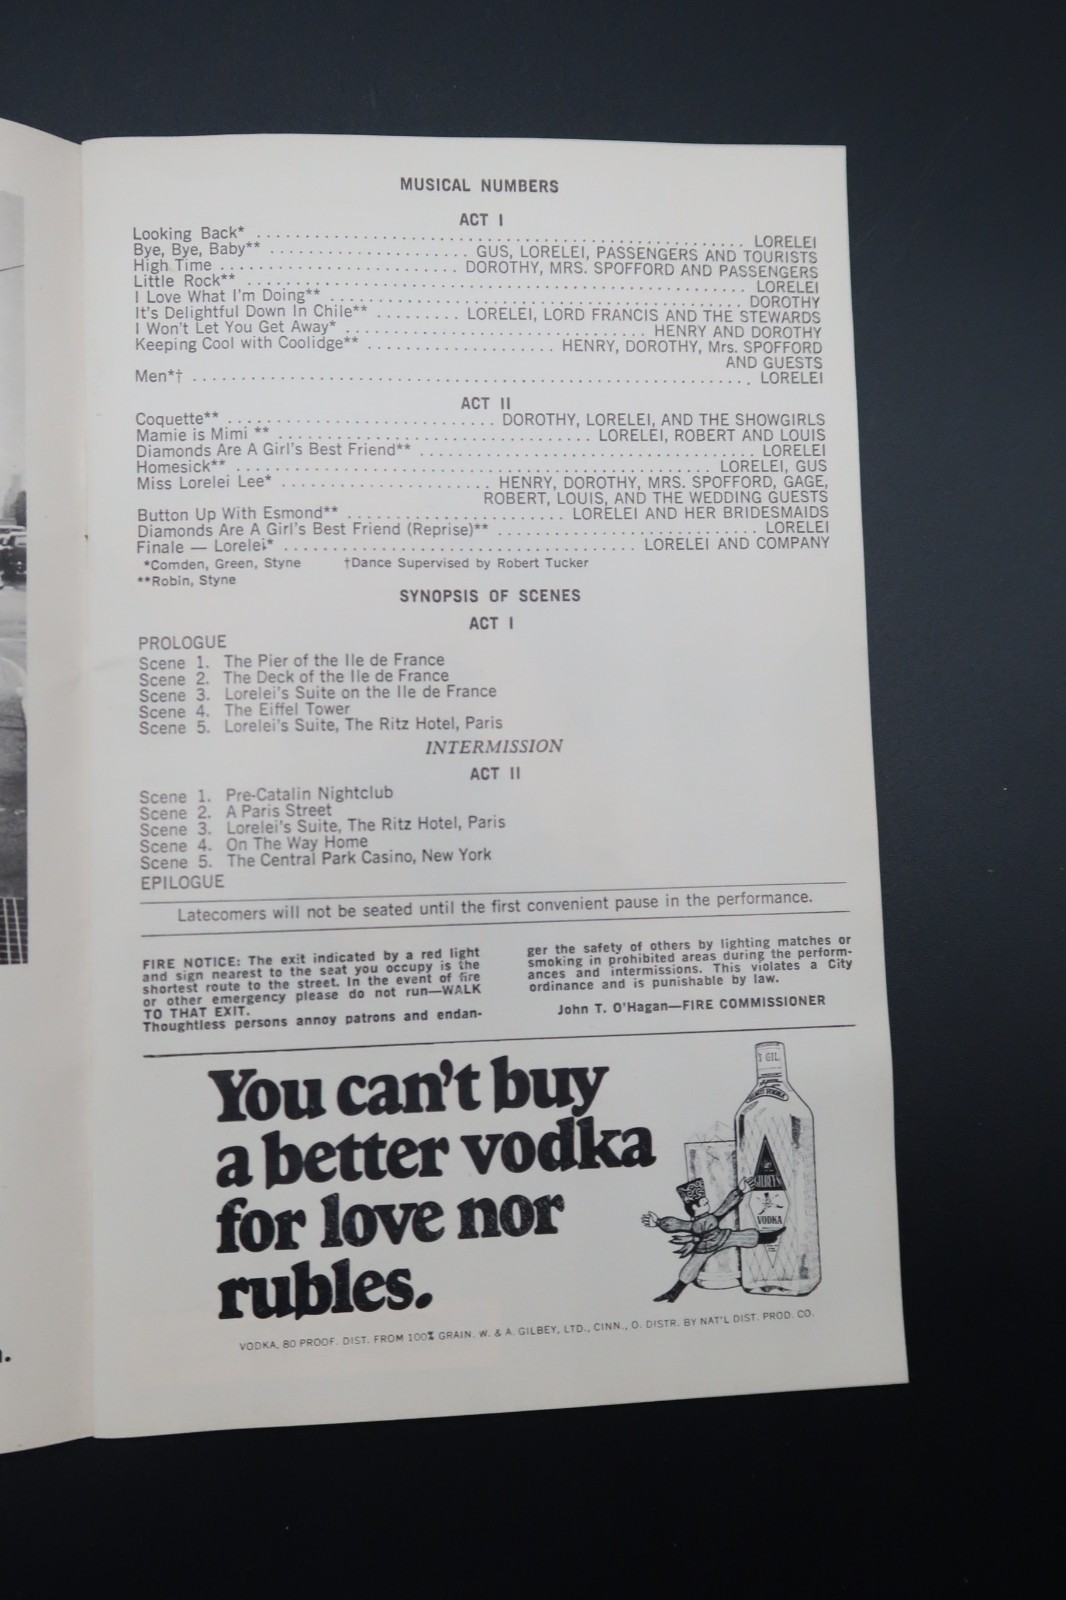 MUSICAL NUMBERS
ACT I
Looking Back* ........ LORELEI
Bye, Bye, Baby** ........ GUS, LORELEI, PASSENGERS AND TOURISTS
High Time ........ DOROTHY, MRS. SPOFFORD AND PASSENGERS
Little Rock** ........ LORELEI
I Love What I'm Doing** ........ DOROTHY
It's Delightful Down In Chile** ........ LORELEI, LORD FRANCIS AND THE STEWARDS
I Won't Let You Get Away* ........ HENRY AND DOROTHY
Keeping Cool with Coolidge** ........ HENRY, DOROTHY, Mrs. SPOFFORD
AND GUESTS
Men*† ........ LORELEI
ACT II
Coquette** ........ DOROTHY, LORELEI, AND THE SHOWGIRLS
Mamie is Mimi ** ........ LORELEI, ROBERT AND LOUIS
Diamonds Are A Girl's Best Friend** ........ LORELEI
Homesick** ........ LORELEI, GUS
Miss Lorelei Lee* ........ HENRY, DOROTHY, MRS. SPOFFORD, GAGE,
ROBERT, LOUIS, AND THE WEDDING GUESTS
Button Up With Esmond** ........ LORELEI AND HER BRIDESMAIDS
Diamonds Are A Girl's Best Friend (Reprise)** ........ LORELEI
Finale — Lorelei* ........ LORELEI AND COMPANY
*Comden, Green, Styne †Dance Supervised by Robert Tucker
**Robin, Styne
SYNOPSIS OF SCENES
ACT I
PROLOGUE
Scene 1. The Pier of the Ile de France
Scene 2. The Deck of the Ile de France
Scene 3. Lorelei's Suite on the Ile de France
Scene 4. The Eiffel Tower
Scene 5. Lorelei's Suite, The Ritz Hotel, Paris
INTERMISSION
ACT II
Scene 1. Pre-Catalin Nightclub
Scene 2. A Paris Street
Scene 3. Lorelei's Suite, The Ritz Hotel, Paris
Scene 4. On The Way Home
Scene 5. The Central Park Casino, New York
EPILOGUE
Latecomers will not be seated until the first convenient pause in the performance.
FIRE NOTICE: The exit indicated by a red light
and sign nearest to the seat you occupy is the
shortest route to the street. In the event of fire
or other emergency please do not run—WALK
TO THAT EXIT.
Thoughtless persons annoy patrons and endan-
ger the safety of others by lighting matches or
smoking in prohibited areas during the perform-
ances and intermissions. This violates a City
ordinance and is punishable by law.
John T. O'Hagan—FIRE COMMISSIONER
You can't buy
a better vodka
for love nor
rubles.
GILBEY'S
VODKA
VODKA, 80 PROOF. DIST. FROM 100% GRAIN. W. & A. GILBEY, LTD., CINN., O. DISTR. BY NAT'L DIST. PROD. CO.